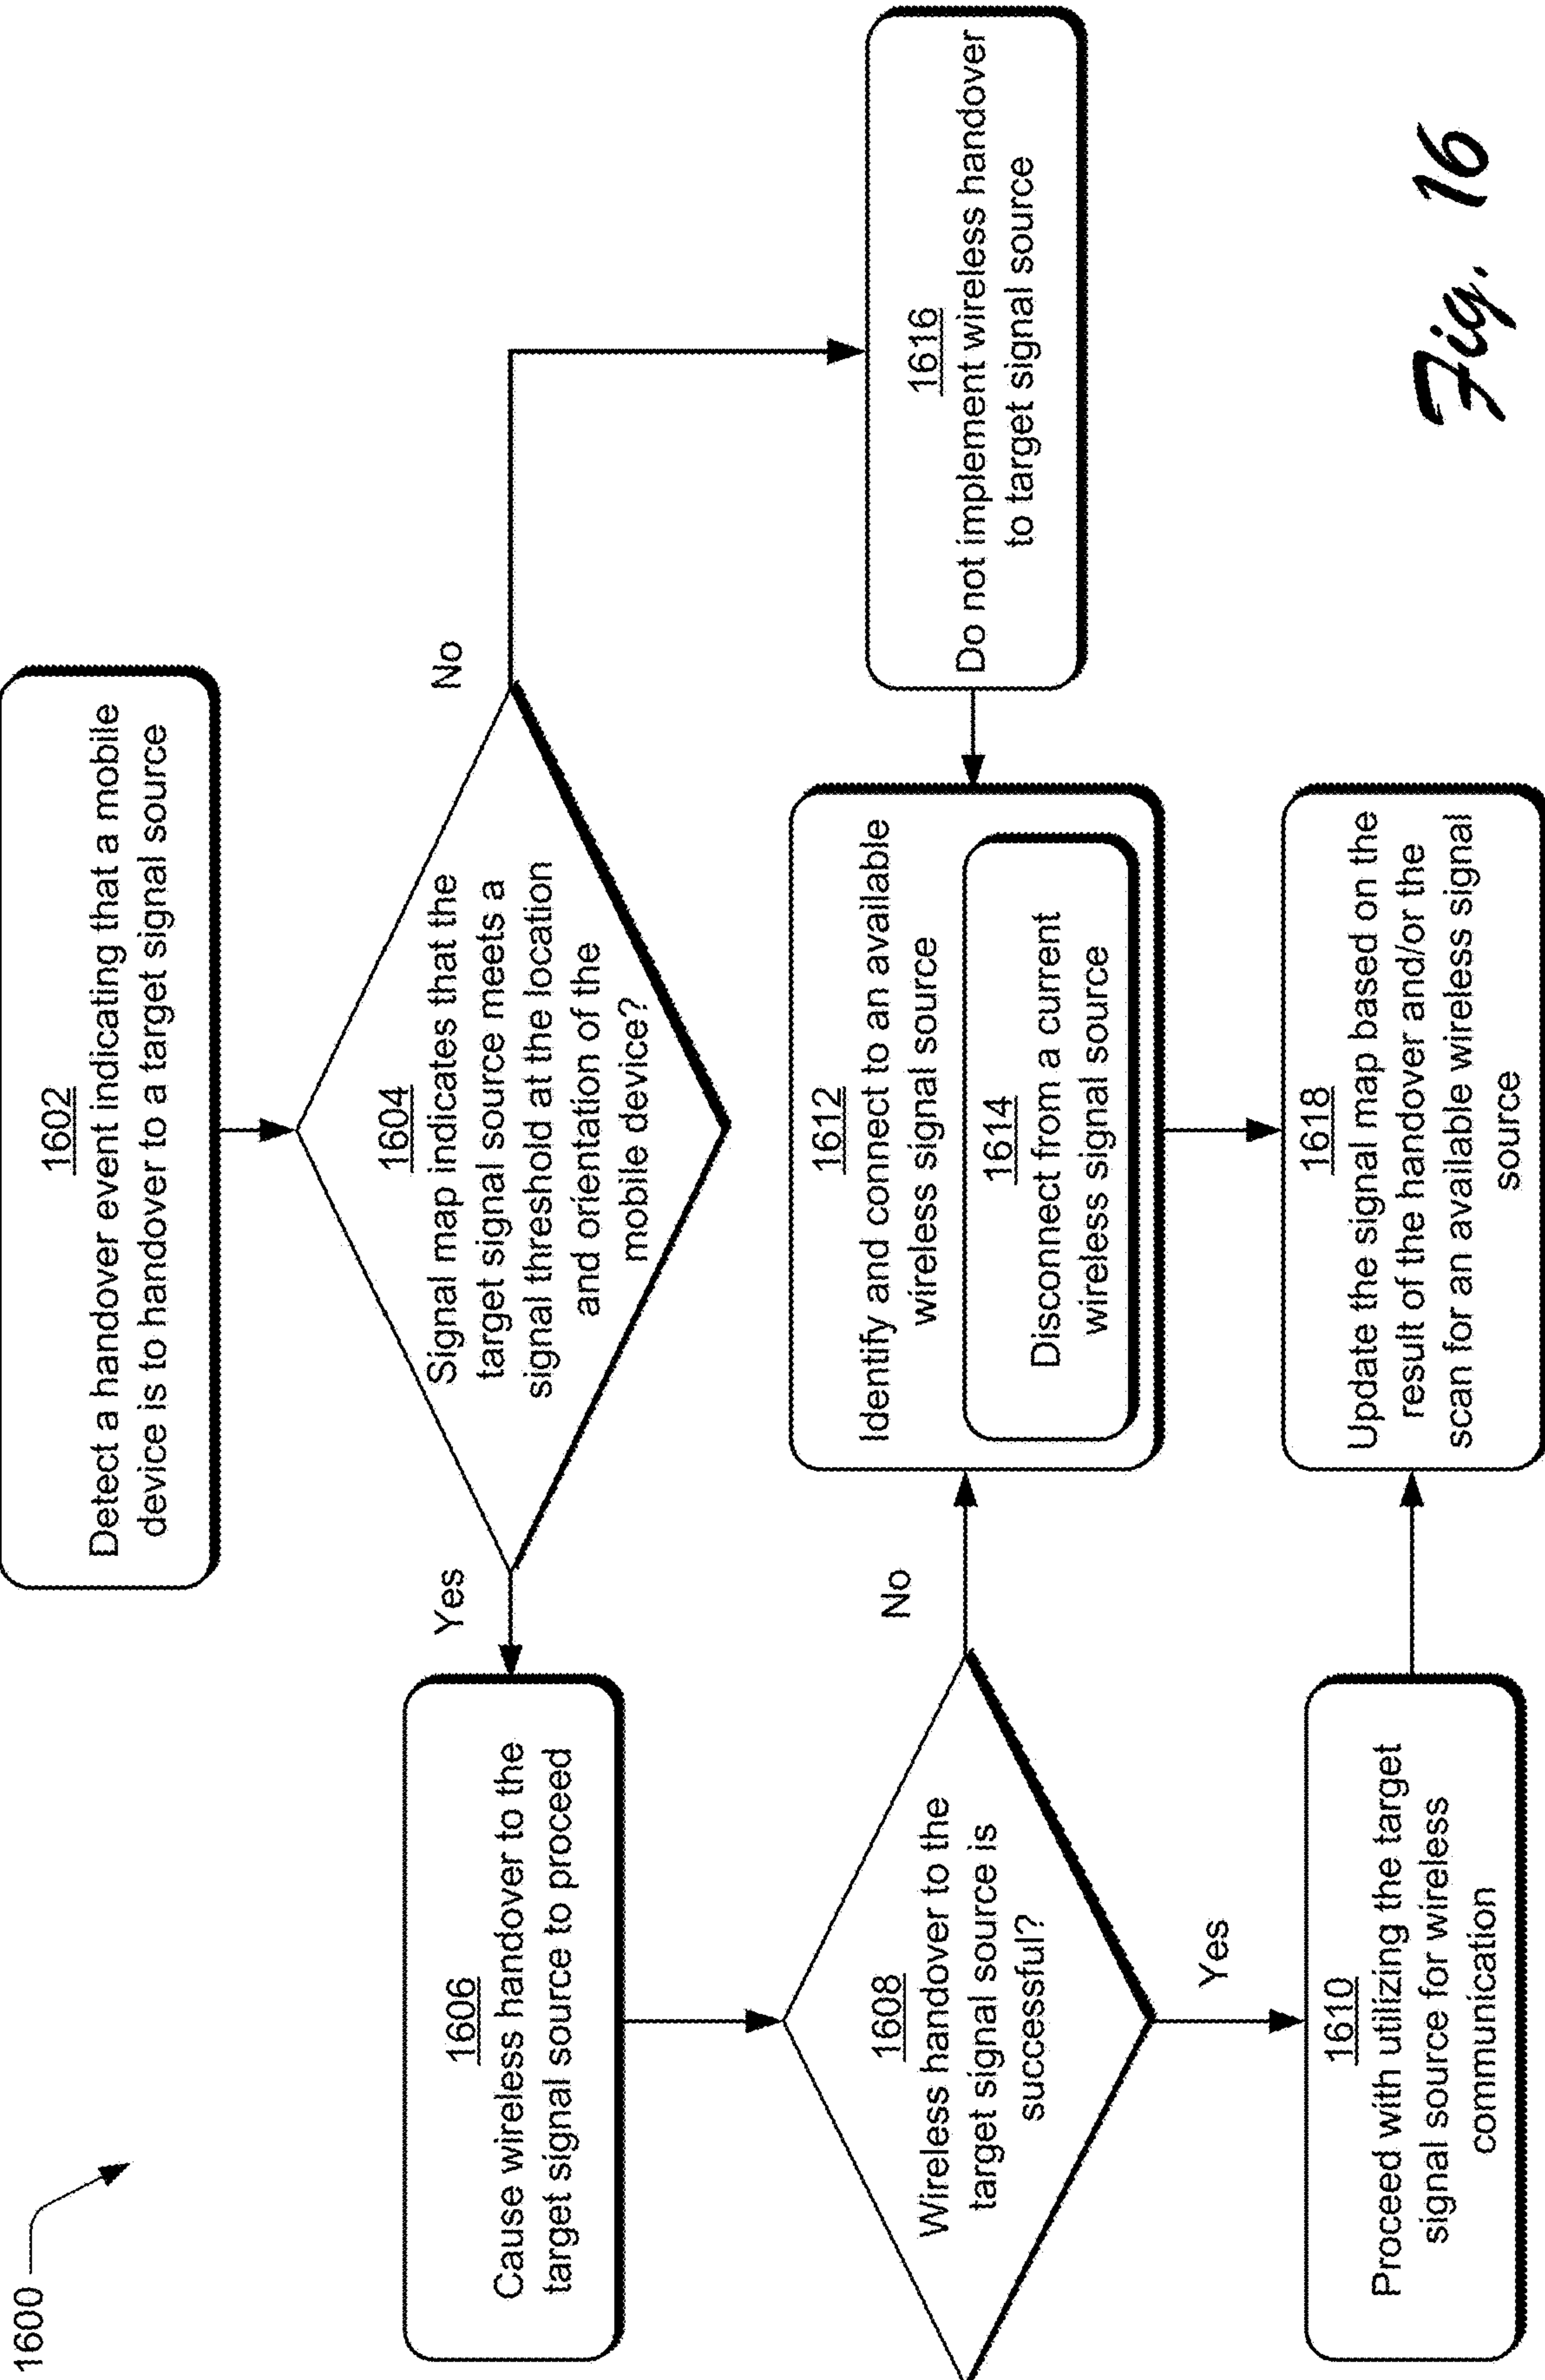 1600
1602
Detect a handover event indicating that a mobile
device is to handover to a target signal source
1604
Signal map indicates that the
target signal source meets a
signal threshold at the location
and orientation of the
mobile device?
Yes
No
1606
Cause wireless handover to the
target signal source to proceed
1608
Wireless handover to the
target signal source is
successful?
No
Yes
1612
Identify and connect to an available
wireless signal source
1614
Disconnect from a current
wireless signal source
1616
Do not implement wireless handover
to target signal source
1610
Proceed with utilizing the target
signal source for wireless
communication
1618
Update the signal map based on the
result of the handover and/or the
scan for an available wireless signal
source
Fig. 16